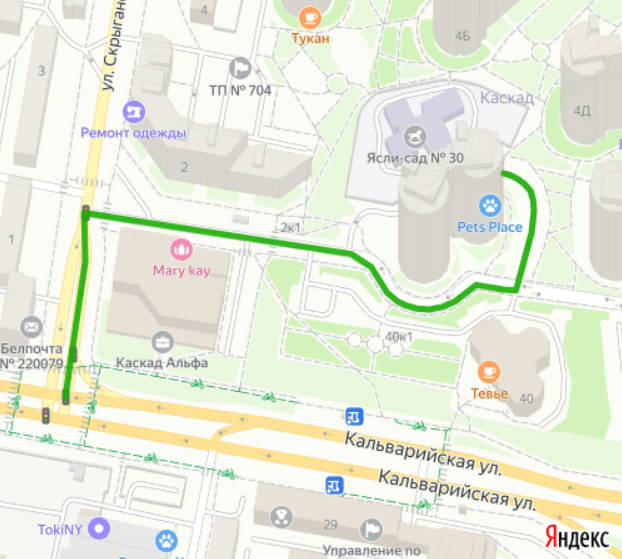 4
4Б
Тукан
ул. Скрыган
3
ТП № 704
Каскад
4Д
Ремонт одежды
Ясли-сад № 30
2
Pets Place
2к1
1
Mary kay
Белпочта
№ 220079
Каскад Альфа
40к1
Тевье
40
Кальварийская ул.
Кальварийская ул.
29
TokiNY
Управление по
Яндекс